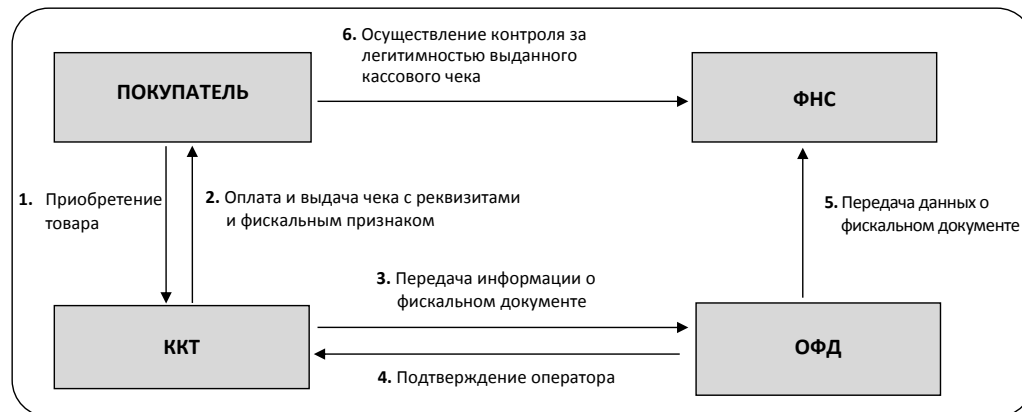 6. Осуществление контроля за
легитимностью выданного
кассового чека
ПОКУПАТЕЛЬ
ФНС
1. Приобретение
товара
2. Оплата и выдача чека с реквизитами
и фискальным признаком
5. Передача данных о
фискальном документе
3. Передача информации о
фискальном документе
ККТ
ОФД
4. Подтверждение оператора